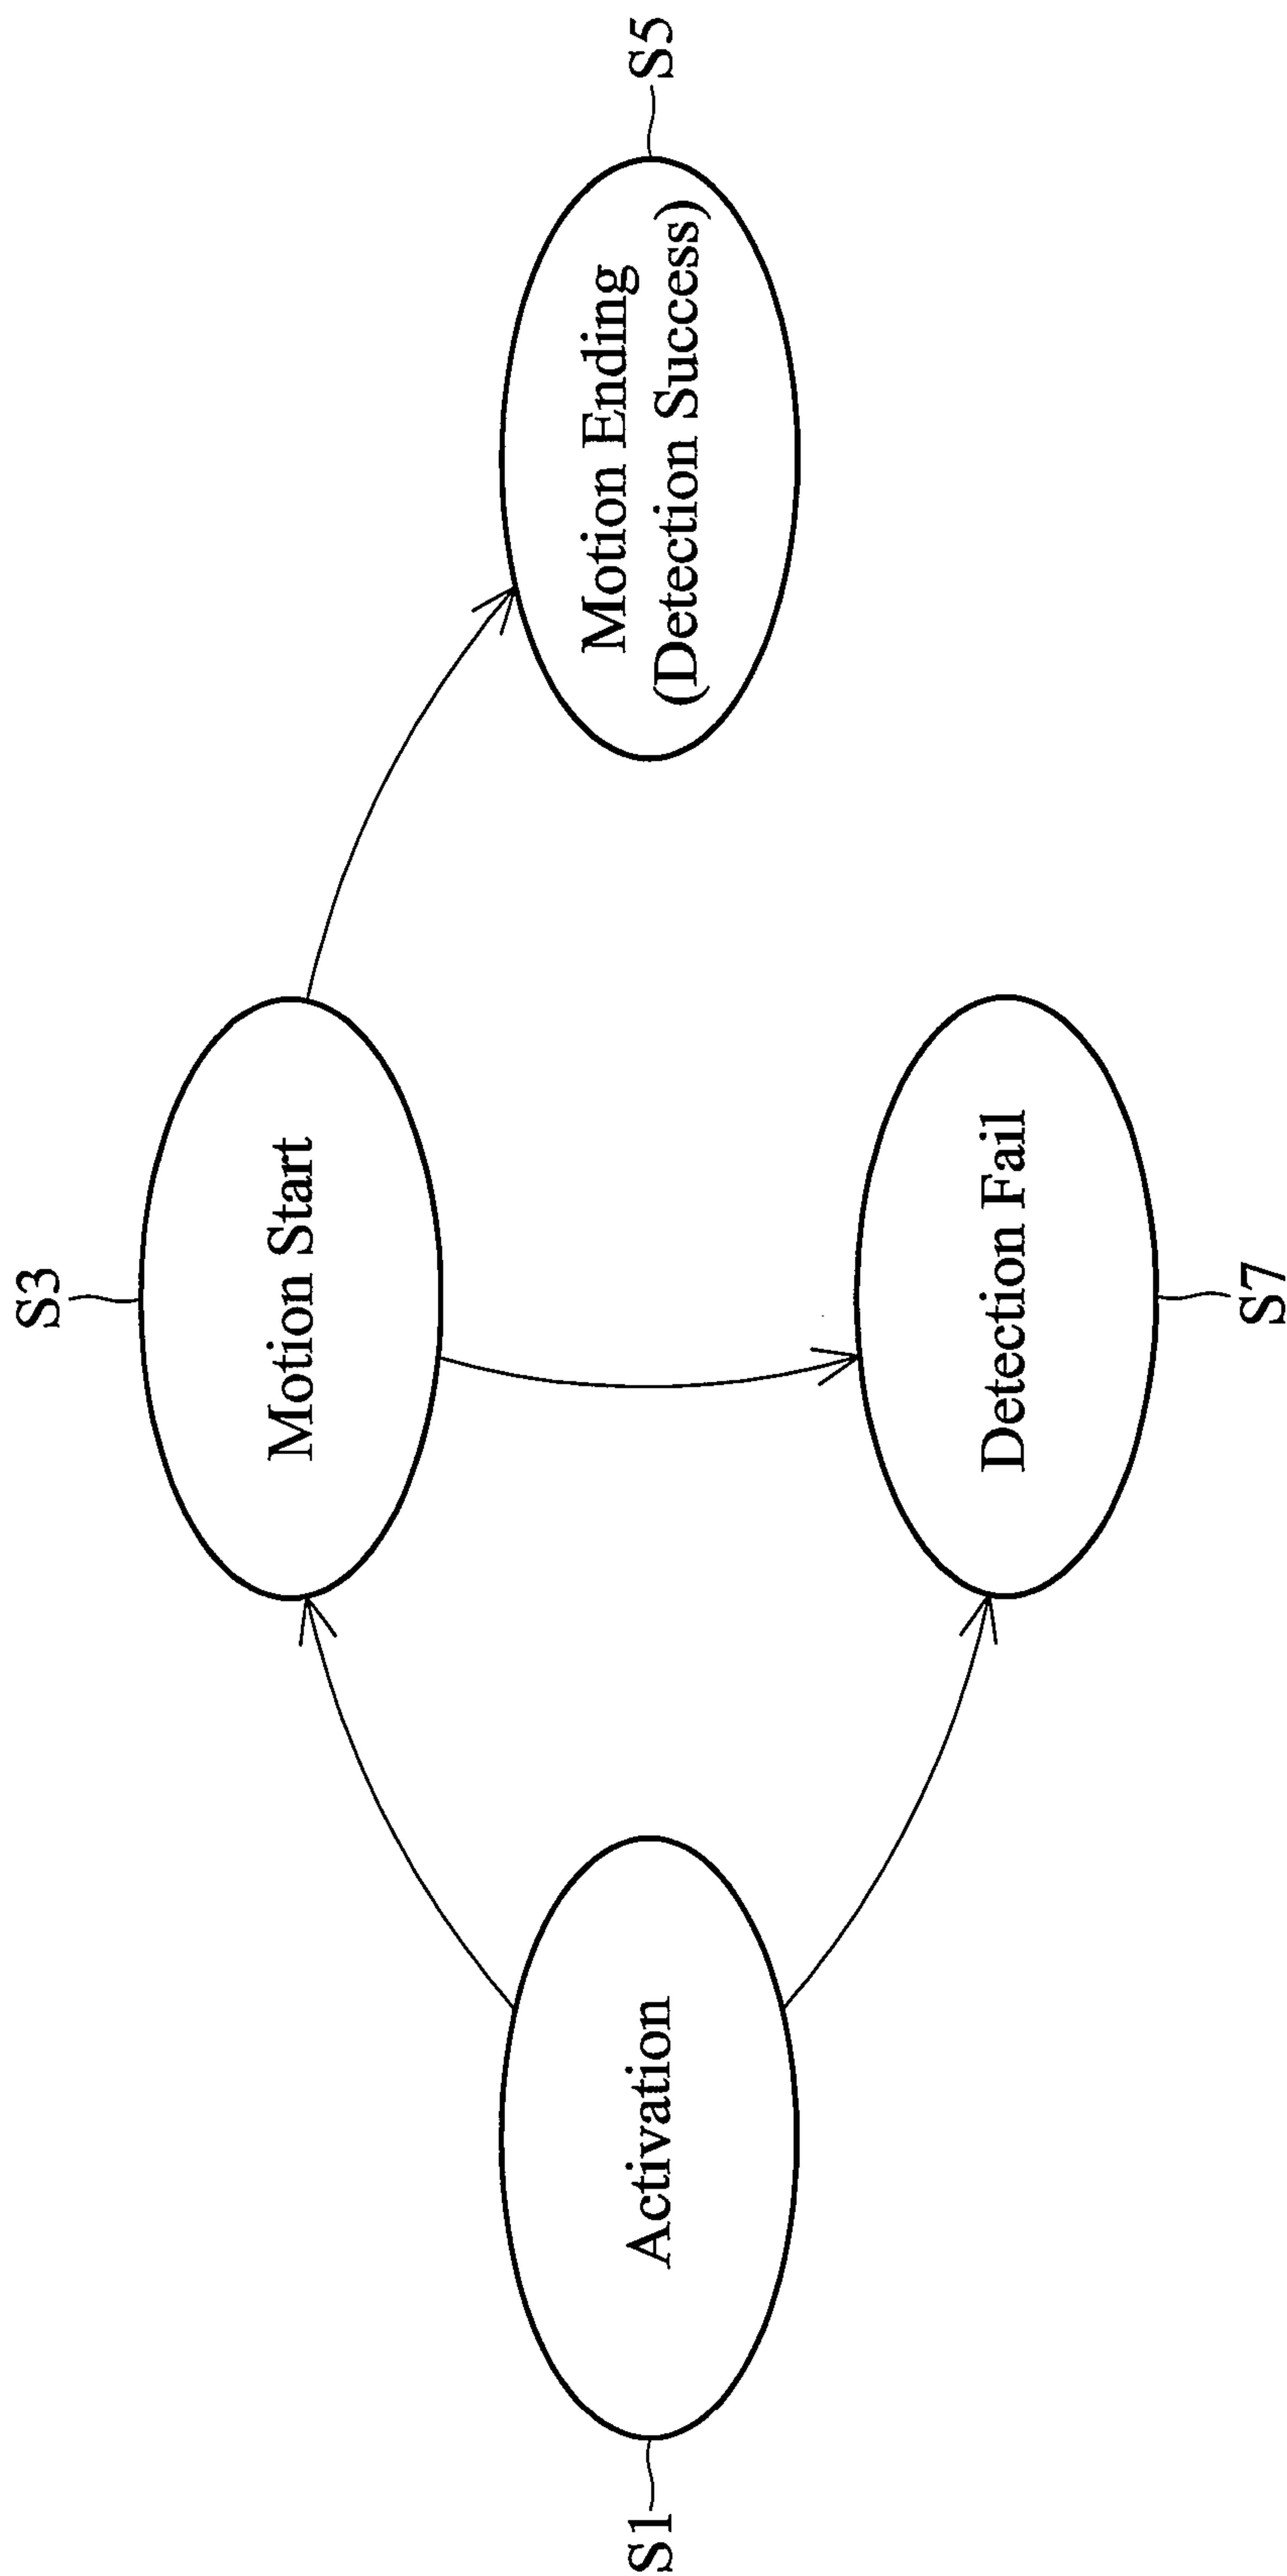 S3
Motion Start
S1
Activation
Motion Ending
(Detection Success)
S5
Detection Fail
S7